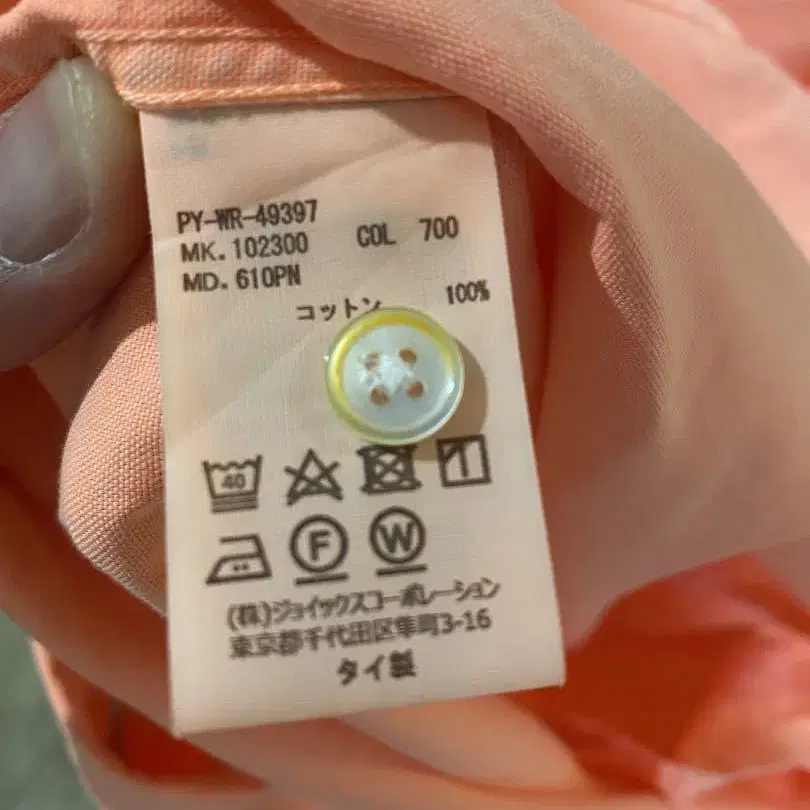 PY-WR-49397
MK. 102300 COL 700
MD. 610PN
コットン 100%
40
F W
(株)ジョイックスコーポレーション
東京都千代田区隼町3-16
タイ製